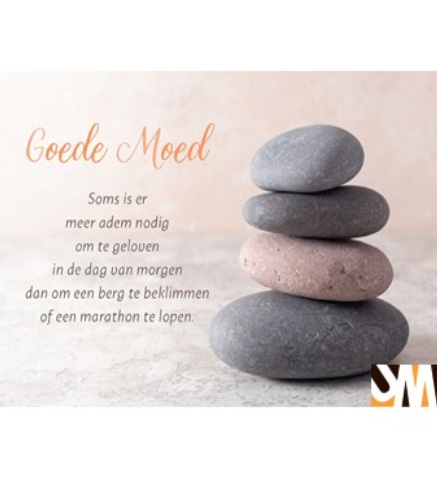 Goede Moed
Soms is er
meer adem nodig
om te geloven
in de dag van morgen
dan om een berg te beklimmen
of een marathon te lopen.